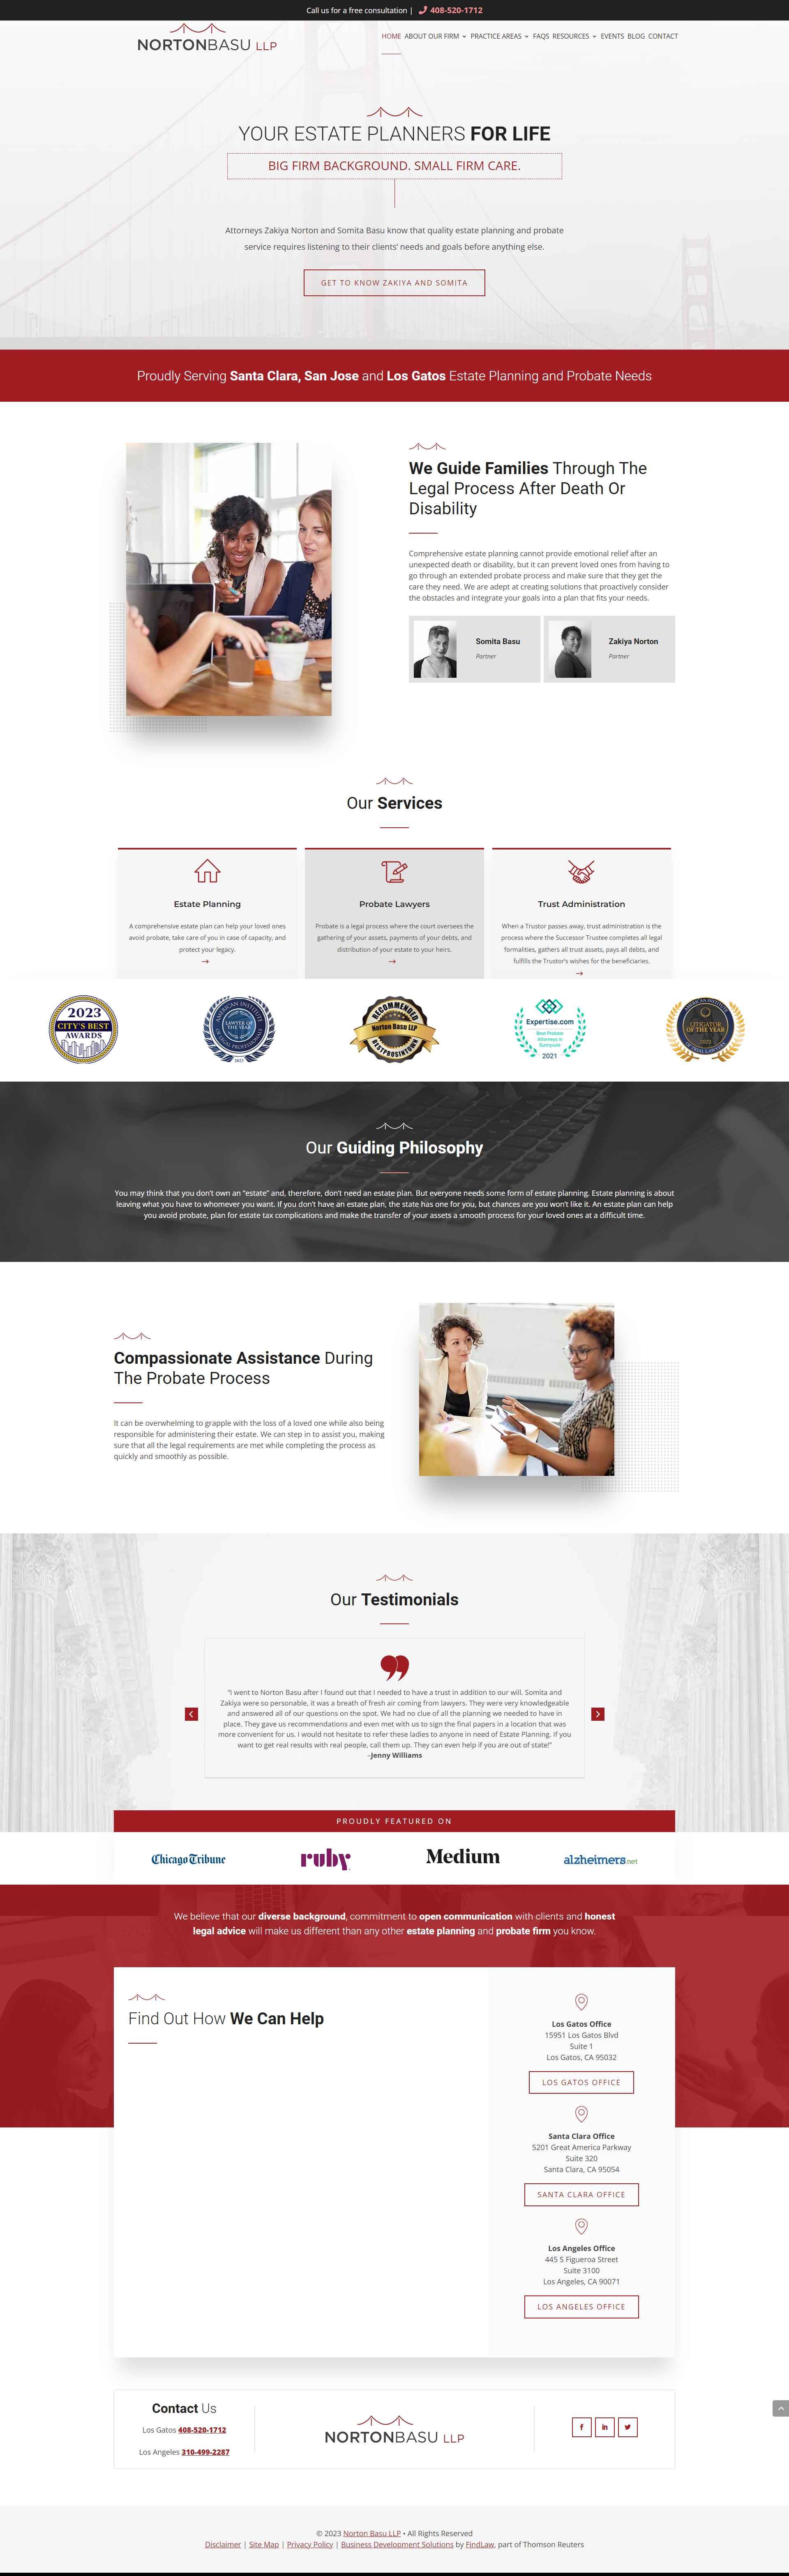 Call us for a free consultation | 408-520-1712
NORTONBASU LLP
HOME ABOUT OUR FIRM PRACTICE AREAS FAQS RESOURCES EVENTS BLOG CONTACT
YOUR ESTATE PLANNERS FOR LIFE
BIG FIRM BACKGROUND. SMALL FIRM CARE.
Attorneys Zakiya Norton and Somita Basu know that quality estate planning and probate
service requires listening to their clients’ needs and goals before anything else.
GET TO KNOW ZAKIYA AND SOMITA
Proudly Serving Santa Clara, San Jose and Los Gatos Estate Planning and Probate Needs
We Guide Families Through The
Legal Process After Death Or
Disability
Comprehensive estate planning cannot provide emotional relief after an
unexpected death or disability, but it can prevent loved ones from having to
go through an extended probate process and make sure that they get the
care they need. We are adept at creating solutions that proactively consider
the obstacles and integrate your goals into a plan that fits your needs.
Somita Basu
Partner
Zakiya Norton
Partner
Our Services
Estate Planning
A comprehensive estate plan can help your loved ones
avoid probate, take care of you in case of capacity, and
protect your legacy.
Probate Lawyers
Probate is a legal process where the court oversees the
gathering of your assets, payments of your debts, and
distribution of your estate to your heirs.
Trust Administration
When a Trustor passes away, trust administration is the
process where the Successor Trustee completes all legal
formalities, gathers all trust assets, pays all debts, and
fulfills the Trustor's wishes for the beneficiaries.
2023
CITY'S BEST
AWARDS
AMERICAN INSTITUTE
LAWYER OF
THE YEAR
2023
RECOMMENDED
Norton Basu LLP
BESTPROSINTOWN
Expertise.com
Best Probate
Attorneys in
Sunnyvale
2021
AMERICAN INSTITUTE
LITIGATOR
OF THE YEAR
2023
OF TRIAL LAWYERS
Our Guiding Philosophy
You may think that you don’t own an “estate” and, therefore, don’t need an estate plan. But everyone needs some form of estate planning. Estate planning is about
leaving what you have to whomever you want. If you don’t have an estate plan, the state has one for you, but chances are you won’t like it. An estate plan can help
you avoid probate, plan for estate tax complications and make the transfer of your assets a smooth process for your loved ones at a difficult time.
Compassionate Assistance During
The Probate Process
It can be overwhelming to grapple with the loss of a loved one while also being
responsible for administering their estate. We can step in to assist you, making
sure that all the legal requirements are met while completing the process as
quickly and smoothly as possible.
Our Testimonials
“I went to Norton Basu after I found out that I needed to have a trust in addition to our will. Somita and
Zakiya were so personable, it was a breath of fresh air coming from lawyers. They were very knowledgeable
and answered all of our questions on the spot. We had no clue of all the planning we needed to have in
place. They gave us recommendations and even met with us to sign the final papers in a location that was
more convenient for us. I would not hesitate to refer these ladies to anyone in need of Estate Planning. If you
want to get real results with real people, call them up. They can even help if you are out of state!”
–Jenny Williams
PROUDLY FEATURED ON
Chicago Tribune
ruby
Medium
alzheimers.net
We believe that our diverse background, commitment to open communication with clients and honest
legal advice will make us different than any other estate planning and probate firm you know.
Find Out How We Can Help
Los Gatos Office
15951 Los Gatos Blvd
Suite 1
Los Gatos, CA 95032
LOS GATOS OFFICE
Santa Clara Office
5201 Great America Parkway
Suite 320
Santa Clara, CA 95054
SANTA CLARA OFFICE
Los Angeles Office
445 S Figueroa Street
Suite 3100
Los Angeles, CA 90071
LOS ANGELES OFFICE
Contact Us
Los Gatos 408-520-1712
Los Angeles 310-499-2287
NORTONBASU LLP
© 2023 Norton Basu LLP • All Rights Reserved
Disclaimer | Site Map | Privacy Policy | Business Development Solutions by FindLaw, part of Thomson Reuters